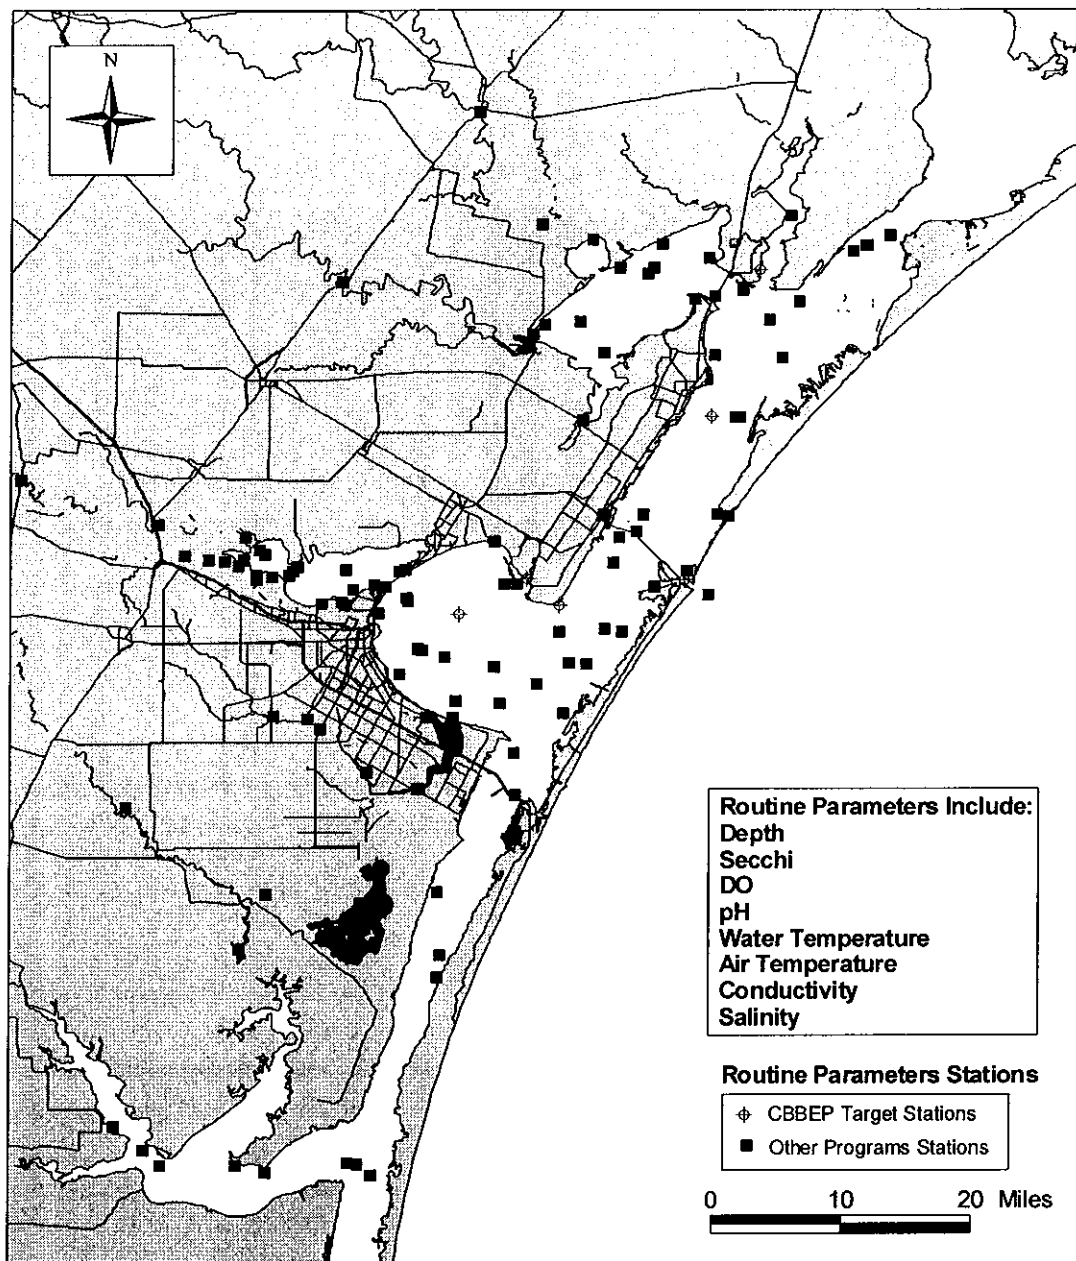 N
Routine Parameters Include:
Depth
Secchi
DO
pH
Water Temperature
Air Temperature
Conductivity
Salinity
Routine Parameters Stations
CBBEP Target Stations
Other Programs Stations
0 10 20 Miles